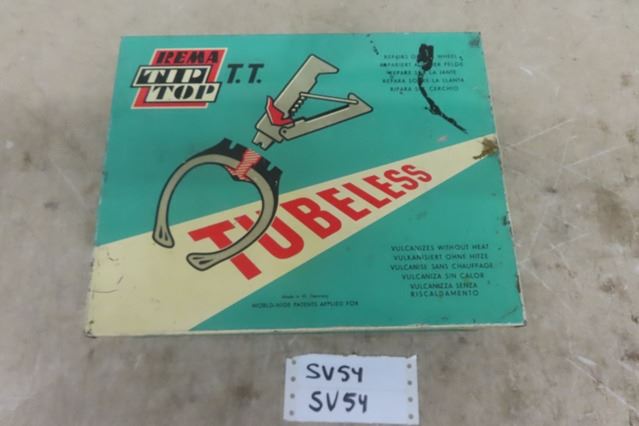 REMA
TIP
TOP
T.T.
REPAIRS ON WHEEL
REPARIERT AUF DER FELGE
REPARE SUR LA JANTE
REPARA SOBRE LA LLANTA
RIPARA SUL CERCHIO
TUBELESS
VULCANIZES WITHOUT HEAT
VULKANISIERT OHNE HITZE
VULCANISE SANS CHAUFFAGE
VULCANIZA SIN CALOR
VULCANIZZA SENZA
RISCALDAMENTO
Made in W. Germany
WORLD-WIDE PATENTS APPLIED FOR
SV54
SV54